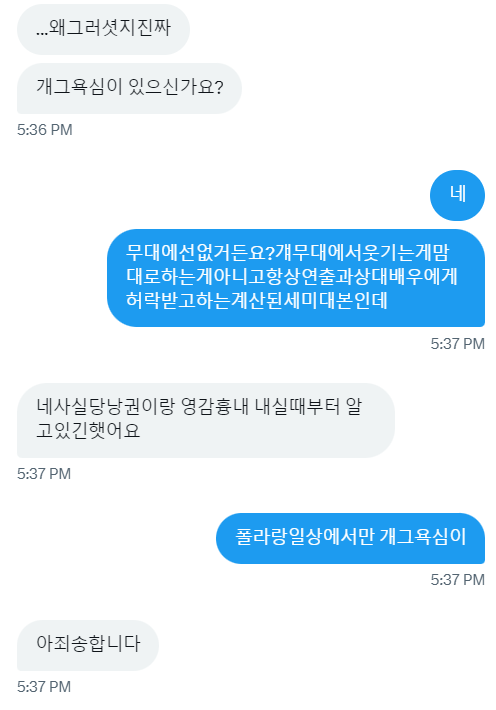 ...왜그러셧지진짜
개그욕심이 있으신가요?
5:36 PM
네
무대에선없거든요?걔무대에서웃기는게맘
대로하는게아니고항상연출과상대배우에게
허락받고하는계산된세미대본인데
5:37 PM
네사실당낭권이랑 영감흉내 내실때부터 알
고있긴햇어요
5:37 PM
폴라랑일상에서만 개그욕심이
5:37 PM
아죄송합니다
5:37 PM